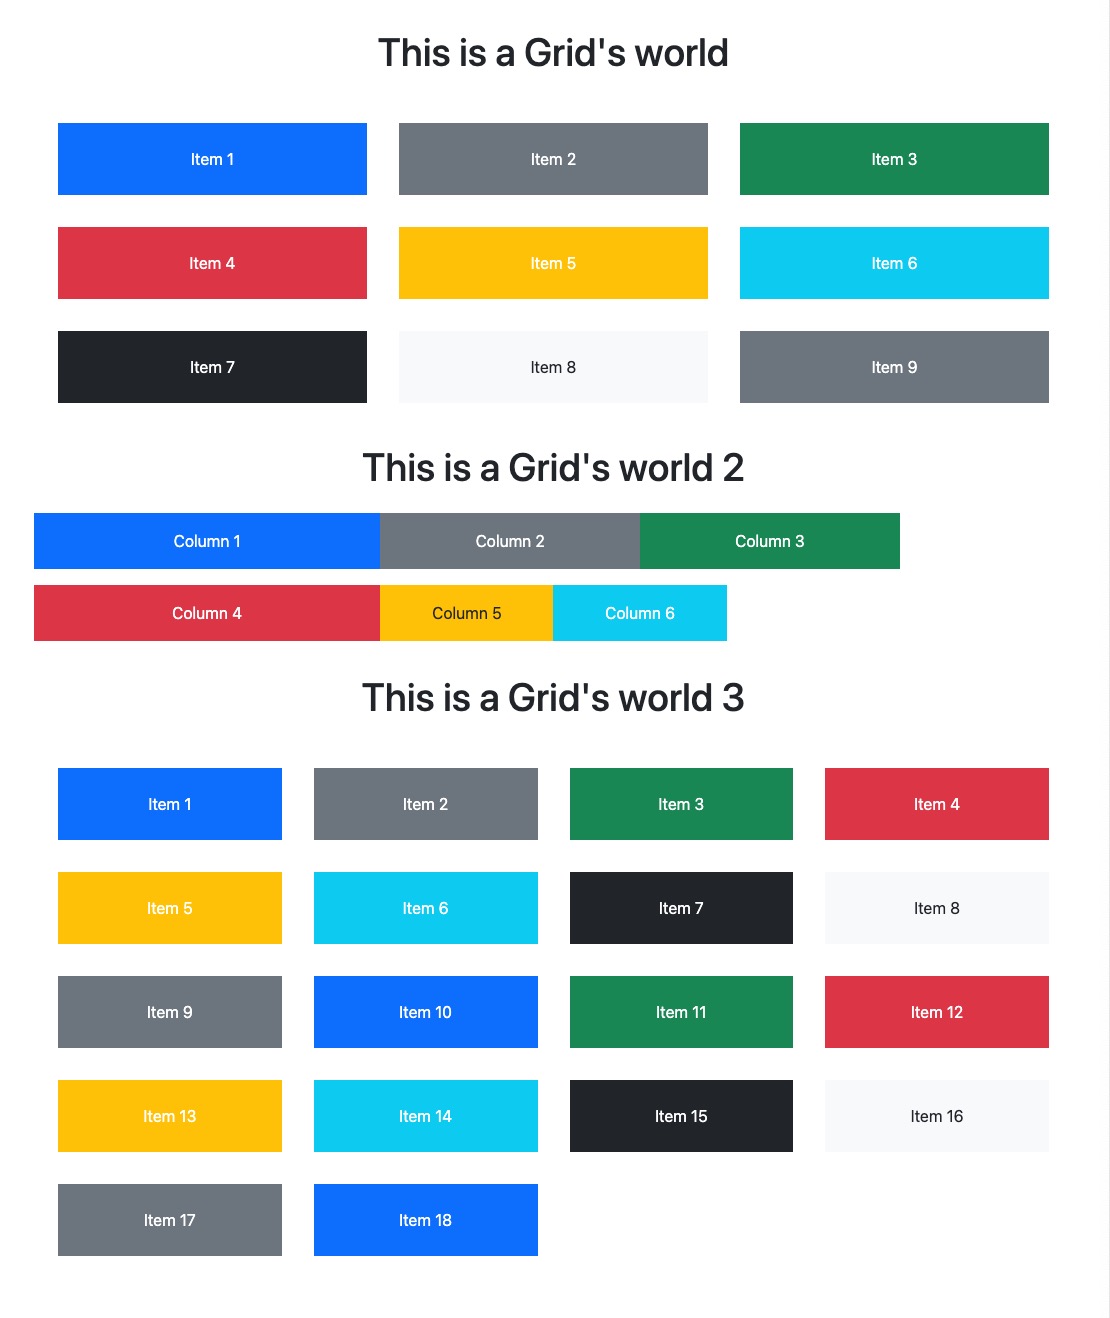 This is a Grid's world
Item 1
Item 2
Item 3
Item 4
Item 5
Item 6
Item 7
Item 8
Item 9
This is a Grid's world 2
Column 1
Column 2
Column 3
Column 4
Column 5
Column 6
This is a Grid's world 3
Item 1
Item 2
Item 3
Item 4
Item 5
Item 6
Item 7
Item 8
Item 9
Item 10
Item 11
Item 12
Item 13
Item 14
Item 15
Item 16
Item 17
Item 18